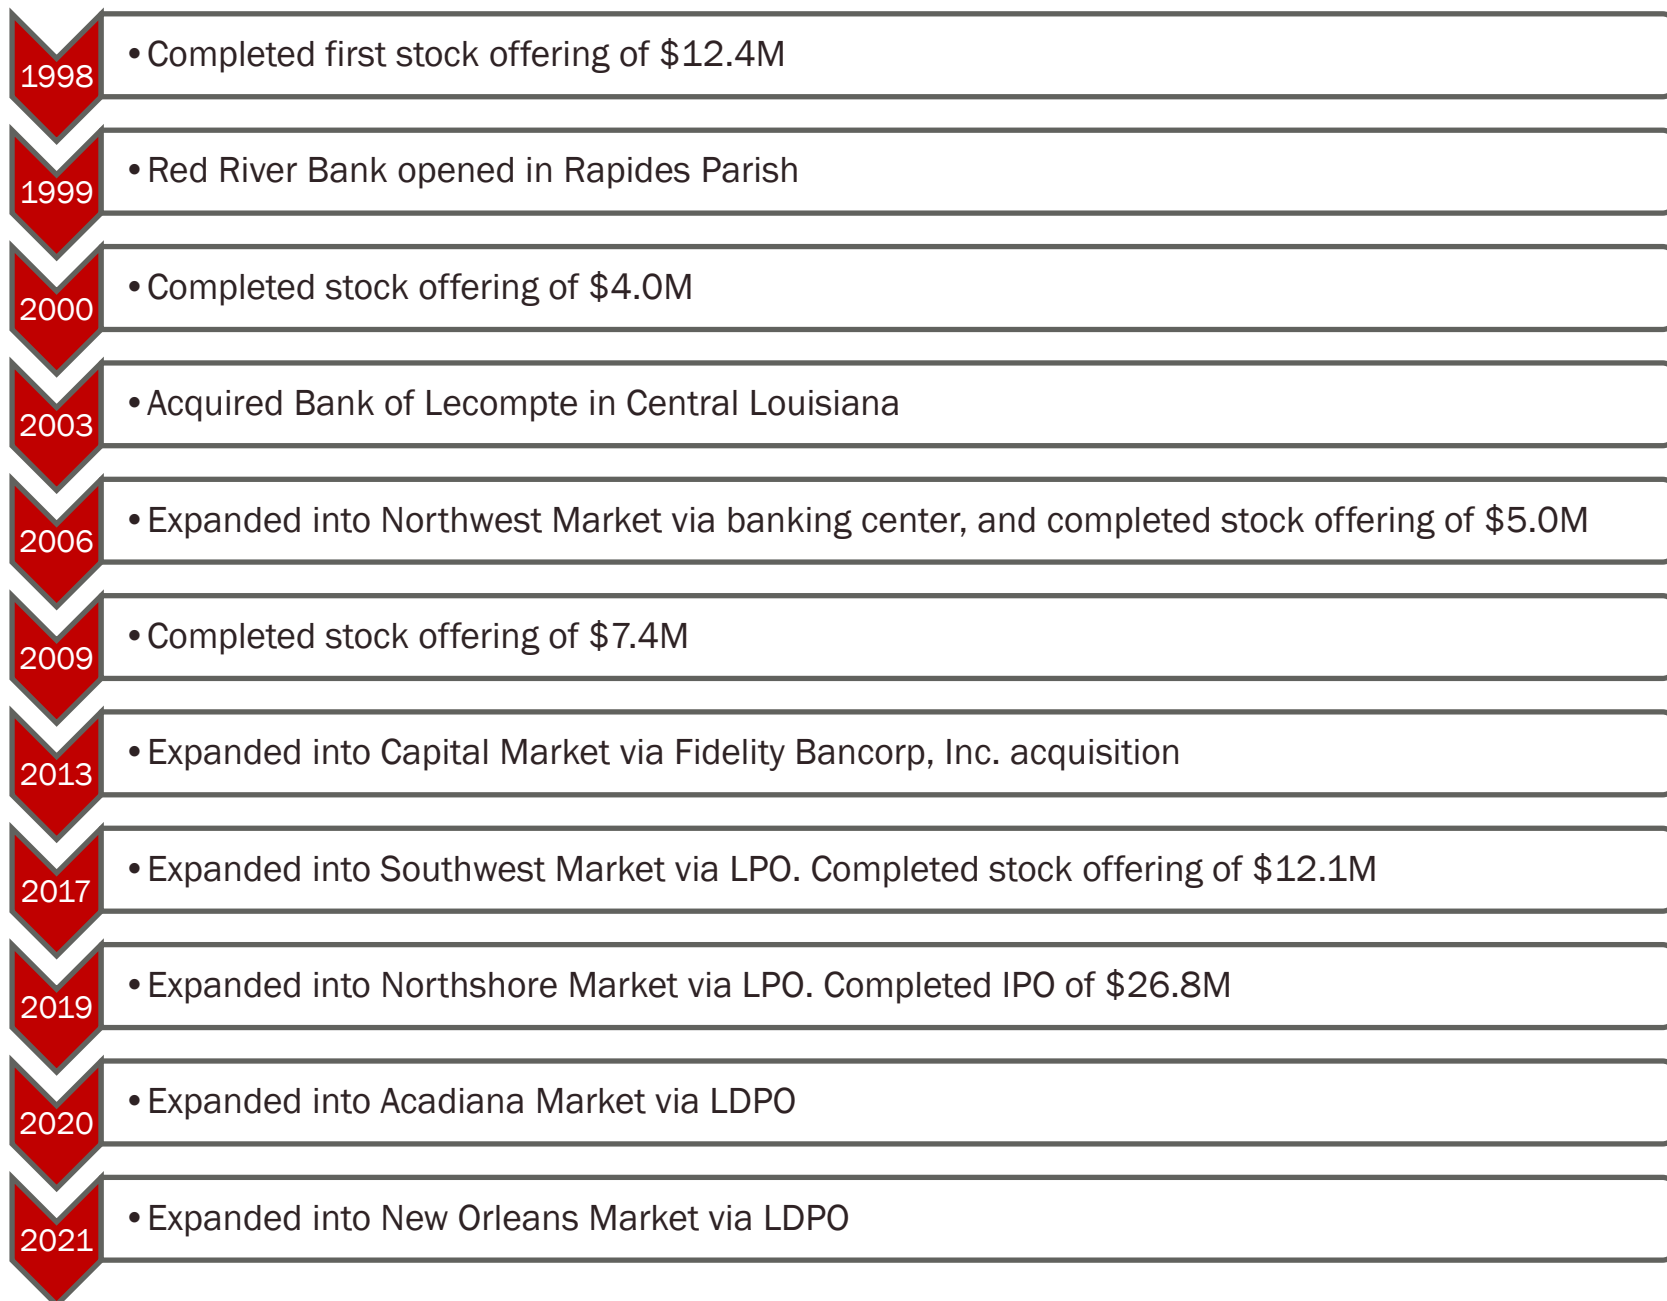 1998
•Completed first stock offering of $12.4M
1999
•Red River Bank opened in Rapides Parish
2000
•Completed stock offering of $4.0M
2003
•Acquired Bank of Lecompte in Central Louisiana
2006
•Expanded into Northwest Market via banking center, and completed stock offering of $5.0M
2009
•Completed stock offering of $7.4M
2013
•Expanded into Capital Market via Fidelity Bancorp, Inc. acquisition
2017
•Expanded into Southwest Market via LPO. Completed stock offering of $12.1M
2019
•Expanded into Northshore Market via LPO. Completed IPO of $26.8M
2020
•Expanded into Acadiana Market via LDPO
2021
•Expanded into New Orleans Market via LDPO